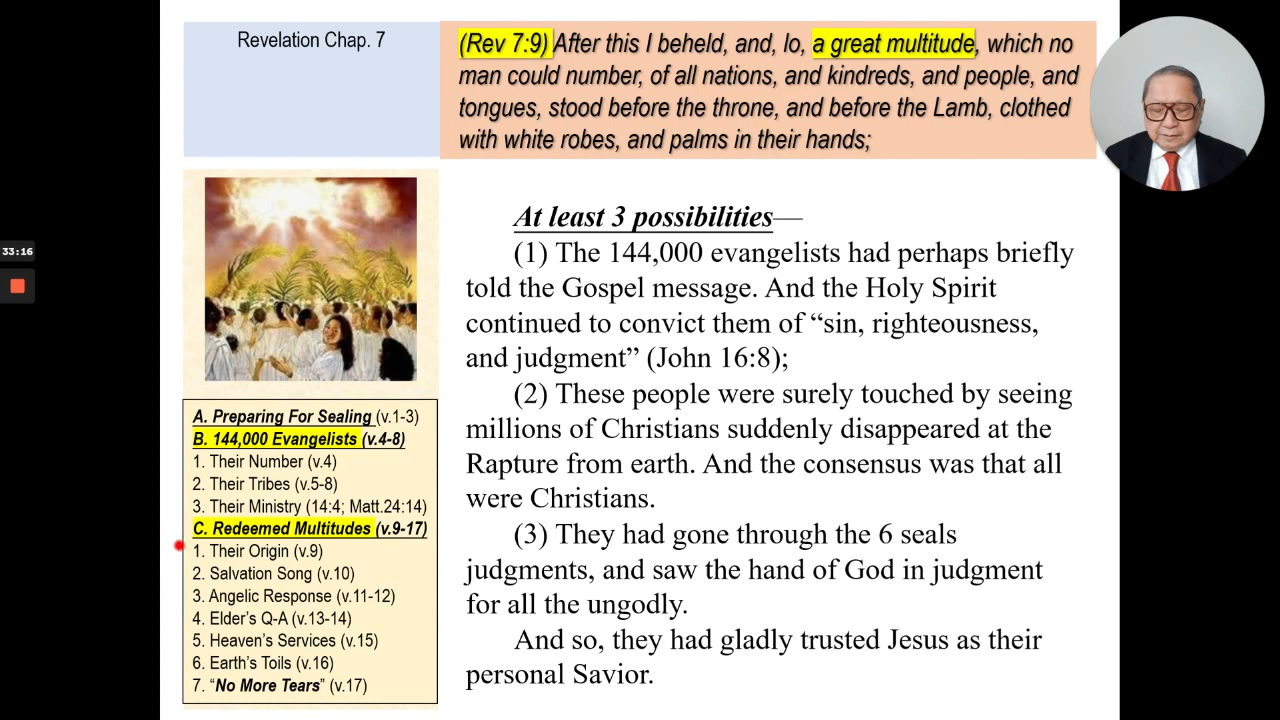 Revelation Chap. 7
(Rev 7:9) After this I beheld, and, lo, a great multitude, which no
man could number, of all nations, and kindreds, and people, and
tongues, stood before the throne, and before the Lamb, clothed
with white robes, and palms in their hands;
33:16
At least 3 possibilities—
(1) The 144,000 evangelists had perhaps briefly
told the Gospel message. And the Holy Spirit
continued to convict them of “sin, righteousness,
and judgment” (John 16:8);
(2) These people were surely touched by seeing
millions of Christians suddenly disappeared at the
Rapture from earth. And the consensus was that all
were Christians.
(3) They had gone through the 6 seals
judgments, and saw the hand of God in judgment
for all the ungodly.
And so, they had gladly trusted Jesus as their
personal Savior.
A. Preparing For Sealing (v.1-3)
B. 144,000 Evangelists (v.4-8)
1. Their Number (v.4)
2. Their Tribes (v.5-8)
3. Their Ministry (14:4; Matt.24:14)
C. Redeemed Multitudes (v.9-17)
1. Their Origin (v.9)
2. Salvation Song (v.10)
3. Angelic Response (v.11-12)
4. Elder’s Q-A (v.13-14)
5. Heaven’s Services (v.15)
6. Earth’s Toils (v.16)
7. “No More Tears” (v.17)